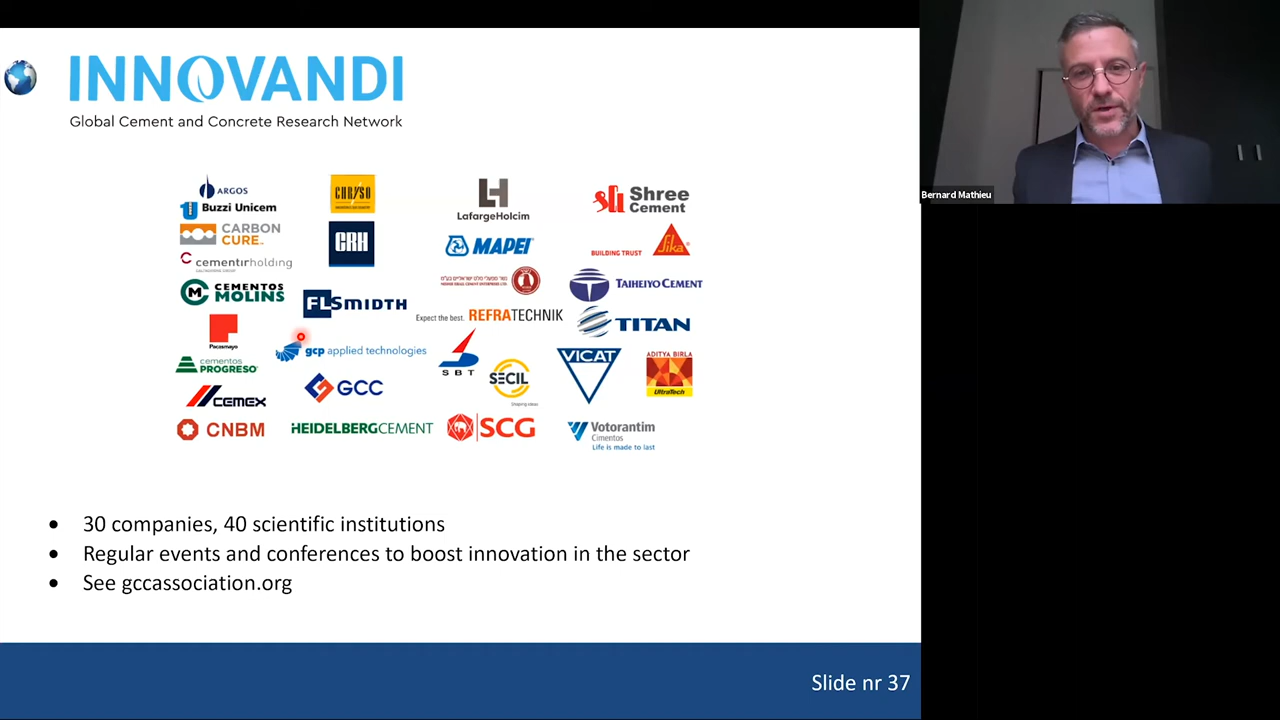 INNOVANDI
Global Cement and Concrete Research Network
Bernard Mathieu
ARGOS
Buzzi Unicem
CHRYSO
LafargeHolcim
Shree
Cement
CARBON
CURE
CRH
MAPEI
BUILDING TRUST
Sika
cementirholding
CEMENTOS
MOLINS
FLSMIDTH
TAIHEIYO CEMENT
Expect the best. REFRATECHNIK
TITAN
Pacasmayo
gcp applied technologies
SBT
cementos
PROGRESO
SECIL
VICAT
ADITYA BIRLA
UltraTech
CEMEX
GCC
CNBM
HEIDELBERGCEMENT
SCG
Votorantim
Cimentos
Life is made to last
• 30 companies, 40 scientific institutions
• Regular events and conferences to boost innovation in the sector
• See gccassociation.org
Slide nr 37